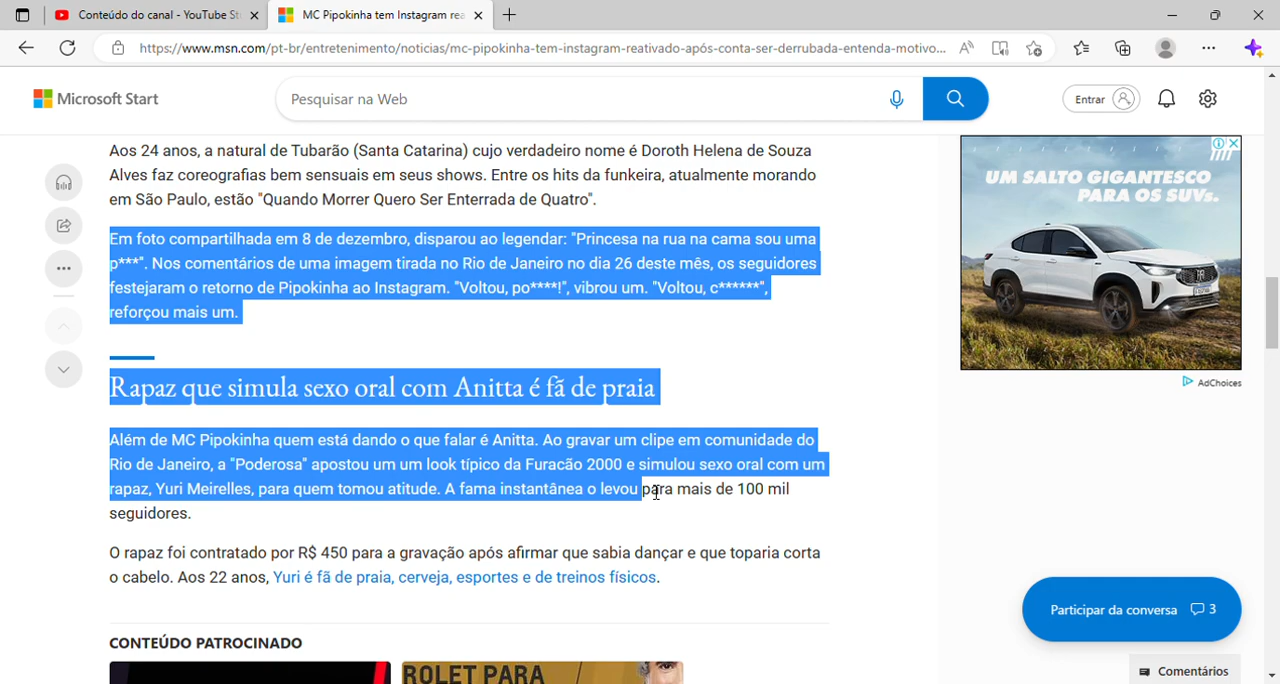 Conteúdo do canal - YouTube St
MC Pipokinha tem Instagram rea
https://www.msn.com/pt-br/entretenimento/noticias/mc-pipokinha-tem-instagram-reativado-após-conta-ser-derrubada-entenda-motivo...
Microsoft Start
Pesquisar na Web
Entrar
Aos 24 anos, a natural de Tubarão (Santa Catarina) cujo verdadeiro nome é Doroth Helena de Souza
Alves faz coreografias bem sensuais em seus shows. Entre os hits da funkeira, atualmente morando
em São Paulo, estão "Quando Morrer Quero Ser Enterrada de Quatro".
Em foto compartilhada em 8 de dezembro, disparou ao legendar: "Princesa na rua na cama sou uma
p***". Nos comentários de uma imagem tirada no Rio de Janeiro no dia 26 deste mês, os seguidores
festejaram o retorno de Pipokinha ao Instagram. "Voltou, po****!", vibrou um. "Voltou, c******",
reforçou mais um.
Rapaz que simula sexo oral com Anitta é fã de praia
Além de MC Pipokinha quem está dando o que falar é Anitta. Ao gravar um clipe em comunidade do
Rio de Janeiro, a "Poderosa" apostou um um look típico da Furacão 2000 e simulou sexo oral com um
rapaz, Yuri Meirelles, para quem tomou atitude. A fama instantânea o levou para mais de 100 mil
seguidores.
O rapaz foi contratado por R$ 450 para a gravação após afirmar que sabia dançar e que toparia corta
o cabelo. Aos 22 anos, Yuri é fã de praia, cerveja, esportes e de treinos físicos.
CONTEÚDO PATROCINADO
ROLET PARA
UM SALTO GIGANTESCO
PARA OS SUVs.
AdChoices
Participar da conversa 3
Comentários